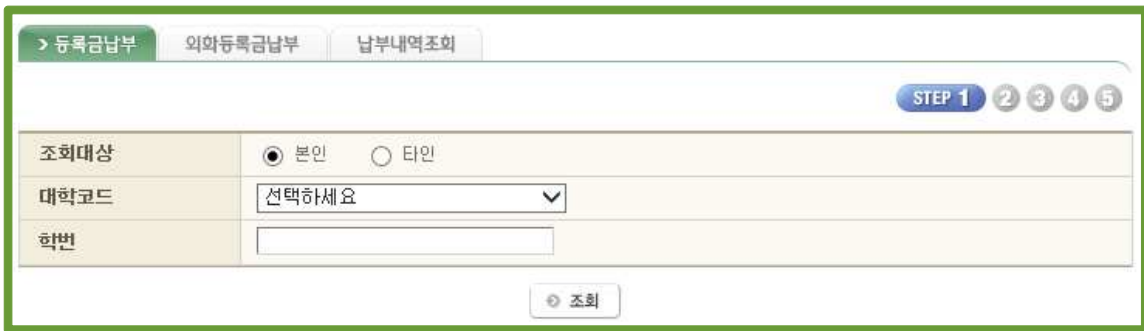 > 등록금납부 외화등록금납부 납부내역조회
STEP 1 2 3 4 5
조회대상 본인 타인
대학코드 선택하세요
학번
조회